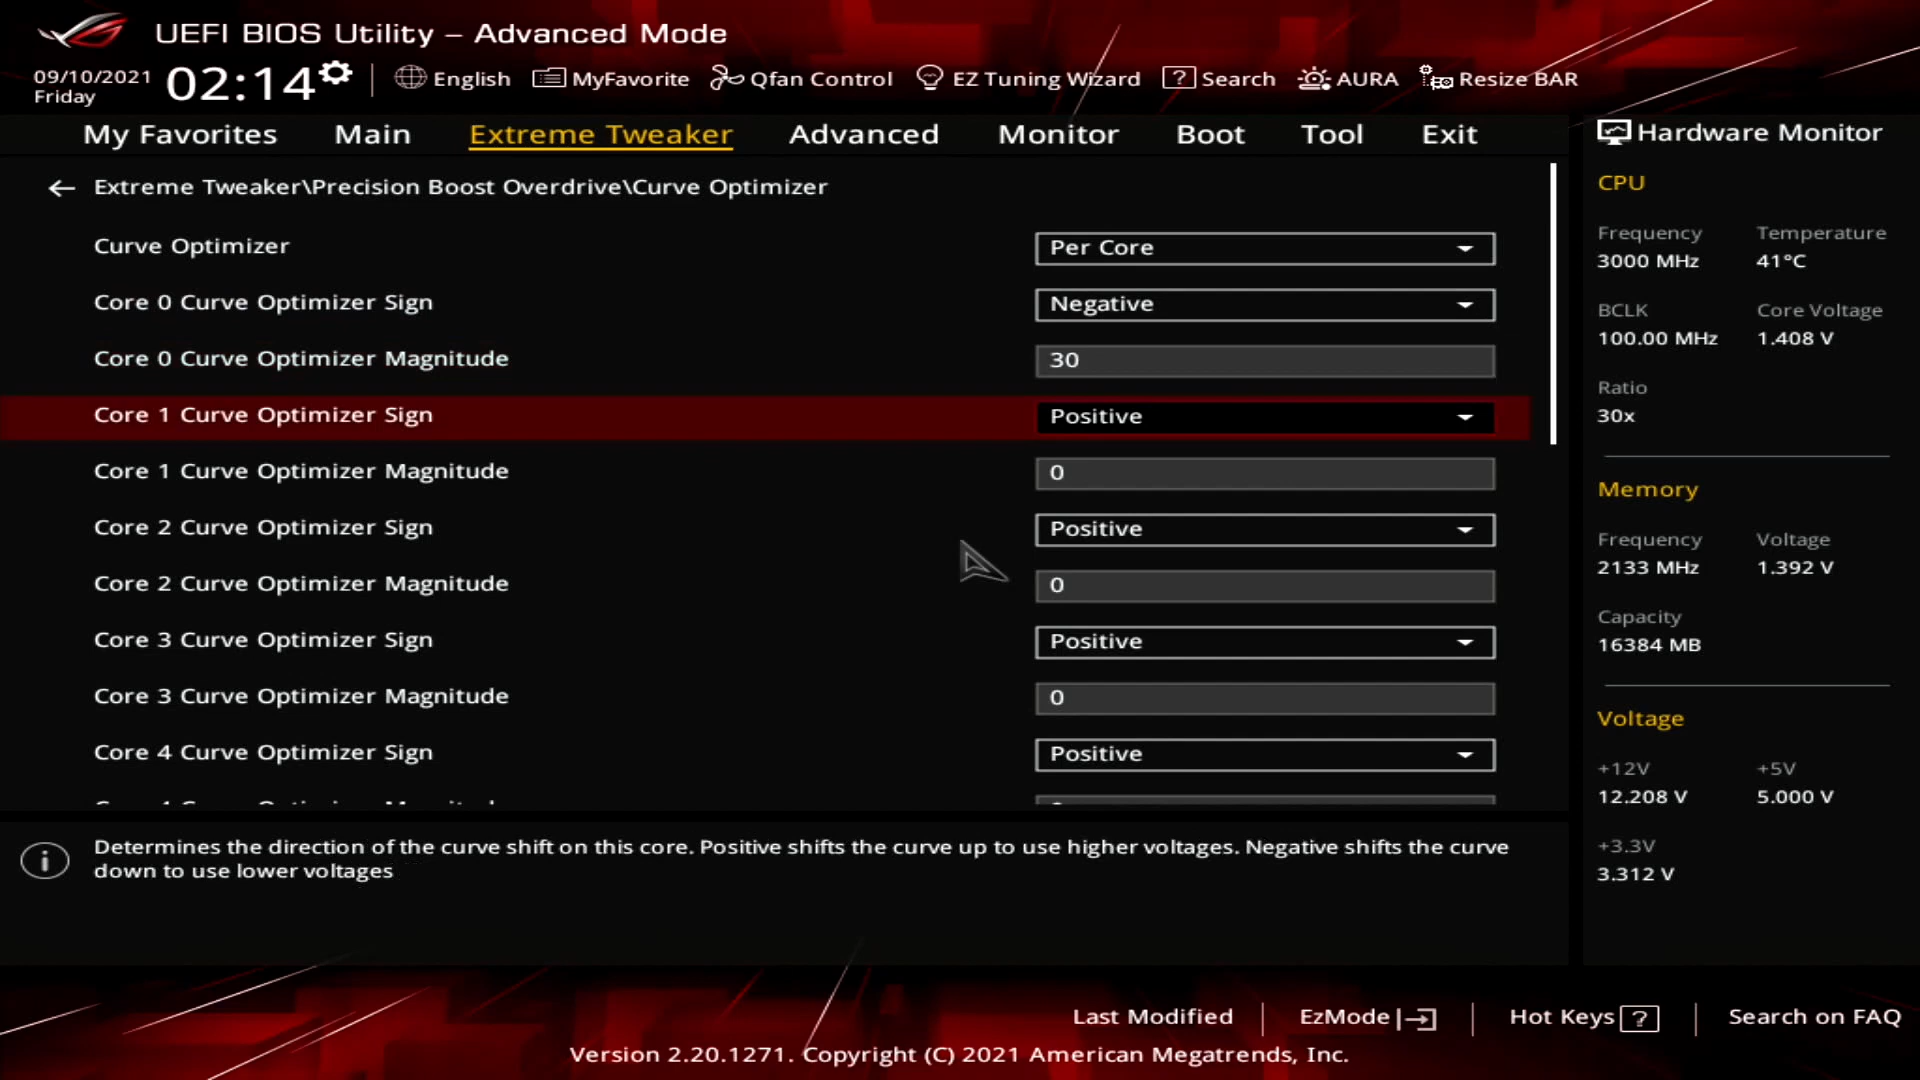 UEFI BIOS Utility – Advanced Mode
09/10/2021
Friday
02:14
English
MyFavorite
Qfan Control
EZ Tuning Wizard
? Search
AURA
Resize BAR
My Favorites
Main
Extreme Tweaker
Advanced
Monitor
Boot
Tool
Exit
Extreme Tweaker\Precision Boost Overdrive\Curve Optimizer
Curve Optimizer Per Core
Core 0 Curve Optimizer Sign Negative
Core 0 Curve Optimizer Magnitude 30
Core 1 Curve Optimizer Sign Positive
Core 1 Curve Optimizer Magnitude 0
Core 2 Curve Optimizer Sign Positive
Core 2 Curve Optimizer Magnitude 0
Core 3 Curve Optimizer Sign Positive
Core 3 Curve Optimizer Magnitude 0
Core 4 Curve Optimizer Sign Positive
Determines the direction of the curve shift on this core. Positive shifts the curve up to use higher voltages. Negative shifts the curve
down to use lower voltages
Hardware Monitor
CPU
Frequency Temperature
3000 MHz 41°C
BCLK Core Voltage
100.00 MHz 1.408 V
Ratio
30x
Memory
Frequency Voltage
2133 MHz 1.392 V
Capacity
16384 MB
Voltage
+12V +5V
12.208 V 5.000 V
+3.3V
3.312 V
Last Modified
EzMode
Hot Keys ?
Search on FAQ
Version 2.20.1271. Copyright (C) 2021 American Megatrends, Inc.